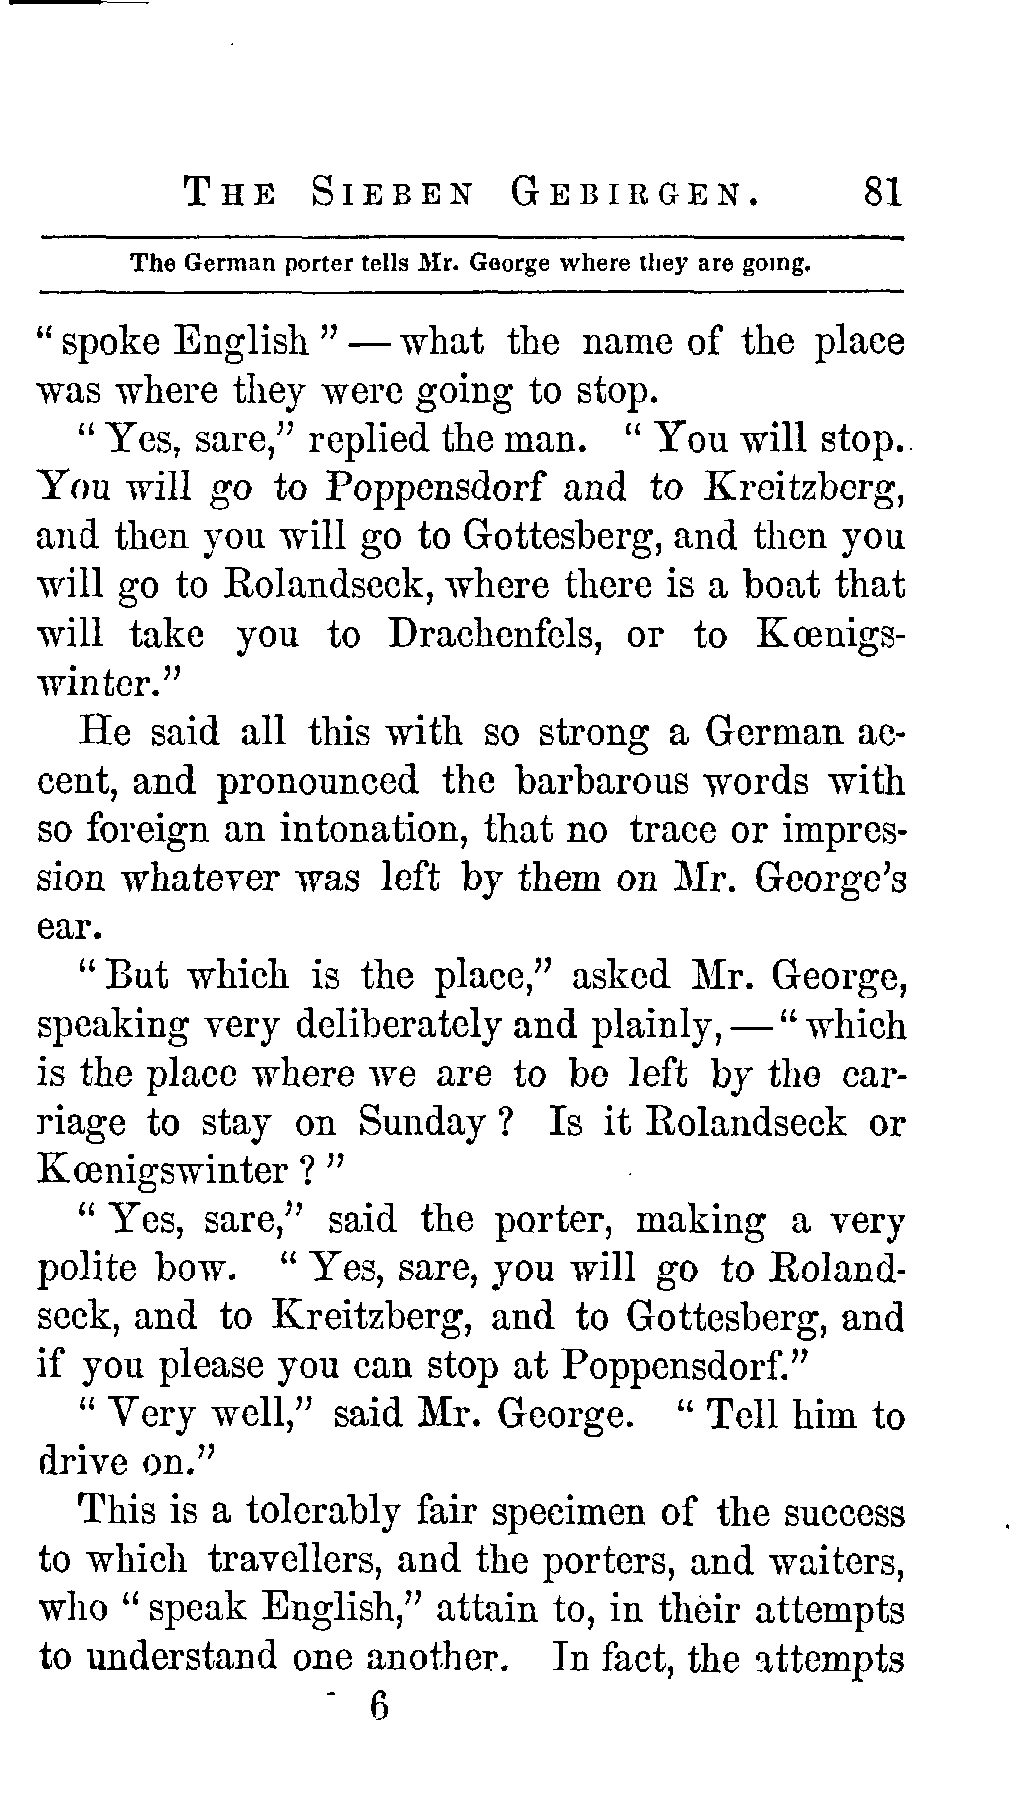 THE SIEBEN GEBIRGEN. 81
The German porter tells Mr. George where they are going.
“spoke English”—what the name of the place
was where they were going to stop.
“Yes, sare,” replied the man. “You will stop.
You will go to Poppensdorf and to Kreitzberg,
and then you will go to Gottesberg, and then you
will go to Rolandseck, where there is a boat that
will take you to Drachenfels, or to Kœnigs-
winter.”
He said all this with so strong a German ac-
cent, and pronounced the barbarous words with
so foreign an intonation, that no trace or impres-
sion whatever was left by them on Mr. George’s
ear.
“But which is the place,” asked Mr. George,
speaking very deliberately and plainly,—“which
is the place where we are to be left by the car-
riage to stay on Sunday? Is it Rolandseck or
Kœnigswinter?”
“Yes, sare,” said the porter, making a very
polite bow. “Yes, sare, you will go to Roland-
seck, and to Kreitzberg, and to Gottesberg, and
if you please you can stop at Poppensdorf.”
“Very well,” said Mr. George. “Tell him to
drive on.”
This is a tolerably fair specimen of the success
to which travellers, and the porters, and waiters,
who “speak English,” attain to, in their attempts
to understand one another. In fact, the attempts
6